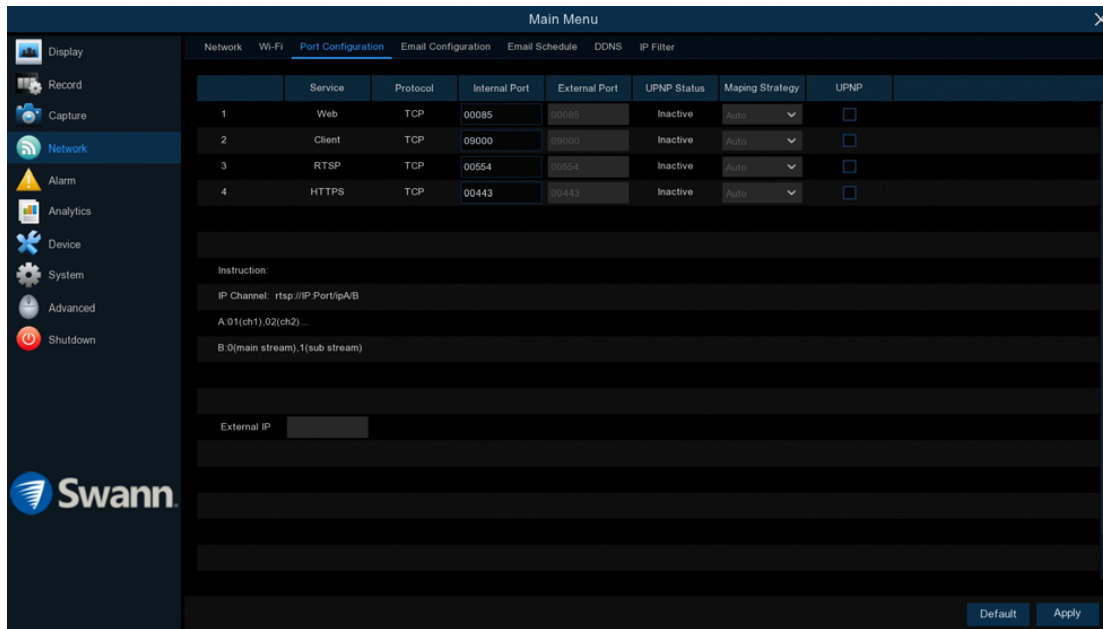 Main Menu
Display
Record
Capture
Network
Alarm
Analytics
Device
System
Advanced
Shutdown
Swann
Network Wi-Fi Port Configuration Email Configuration Email Schedule DDNS IP Filter
Service Protocol Internal Port External Port UPNP Status Maping Strategy UPNP
1 Web TCP 00085 00085 Inactive Auto
2 Client TCP 09000 09000 Inactive Auto
3 RTSP TCP 00554 00554 Inactive Auto
4 HTTPS TCP 00443 00443 Inactive Auto
Instruction:
IP Channel: rtsp://IP:Port/ipA/B
A:01(ch1),02(ch2)...
B:0(main stream),1(sub stream)
External IP
Default Apply